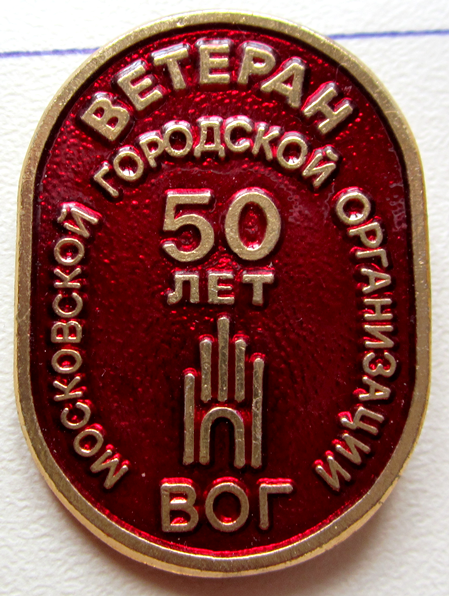 ВЕТЕРАН
МОСКОВСКОЙ ГОРОДСКОЙ ОРГАНИЗАЦИИ
50
ЛЕТ
ВОГ